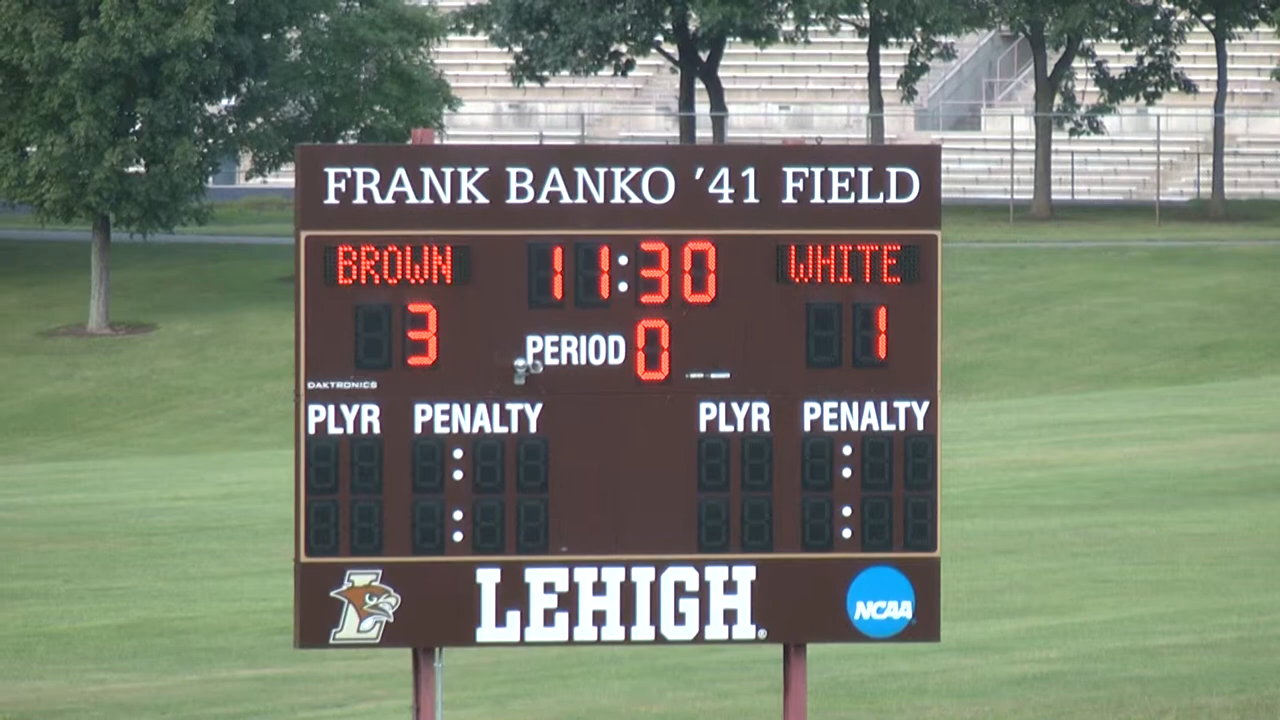 FRANK BANKO '41 FIELD
BROWN 11:30 WHITE
3 PERIOD 0 1
DAKTRONICS
PLYR PENALTY PLYR PENALTY
L LEHIGH® NCAA